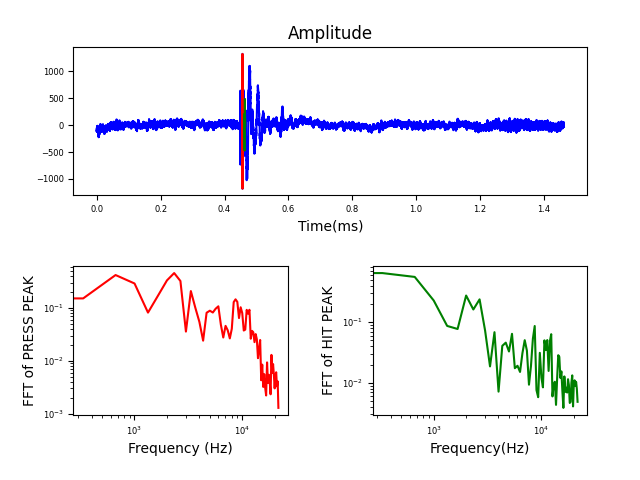 Amplitude
1000
500
0
−500
−1000
0.0 0.2 0.4 0.6 0.8 1.0 1.2 1.4
Time(ms)
FFT of PRESS PEAK
10⁻¹
10⁻²
10⁻³
10³ 10⁴
Frequency (Hz)
FFT of HIT PEAK
10⁻¹
10⁻²
10³ 10⁴
Frequency(Hz)